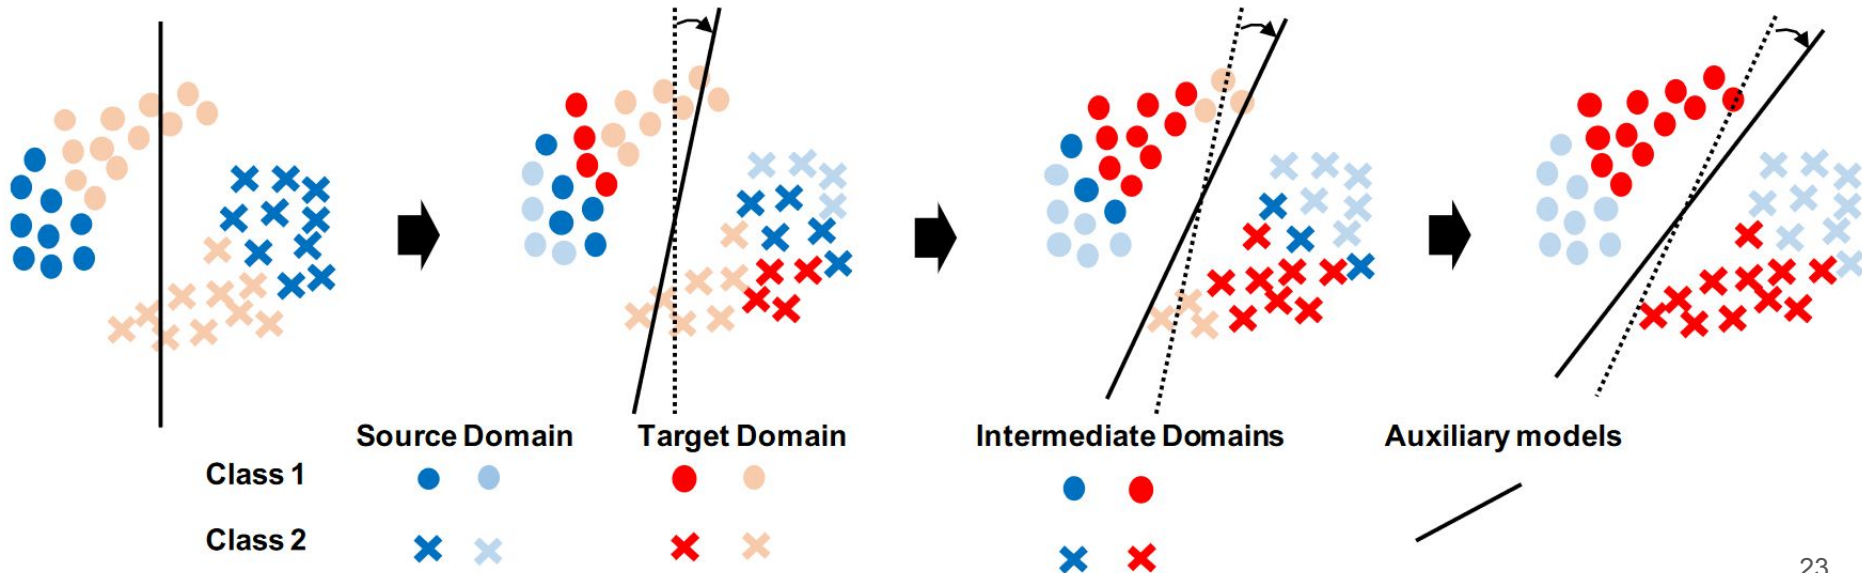 Source Domain Target Domain Intermediate Domains Auxiliary models
Class 1
Class 2
23